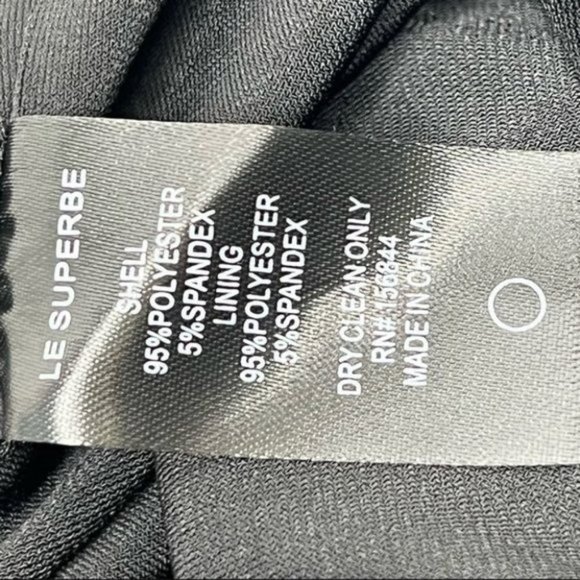 LE SUPERBE
SHELL
95%POLYESTER
5%SPANDEX
LINING
95%POLYESTER
5%SPANDEX
DRY CLEAN ONLY
RN#156844
MADE IN CHINA